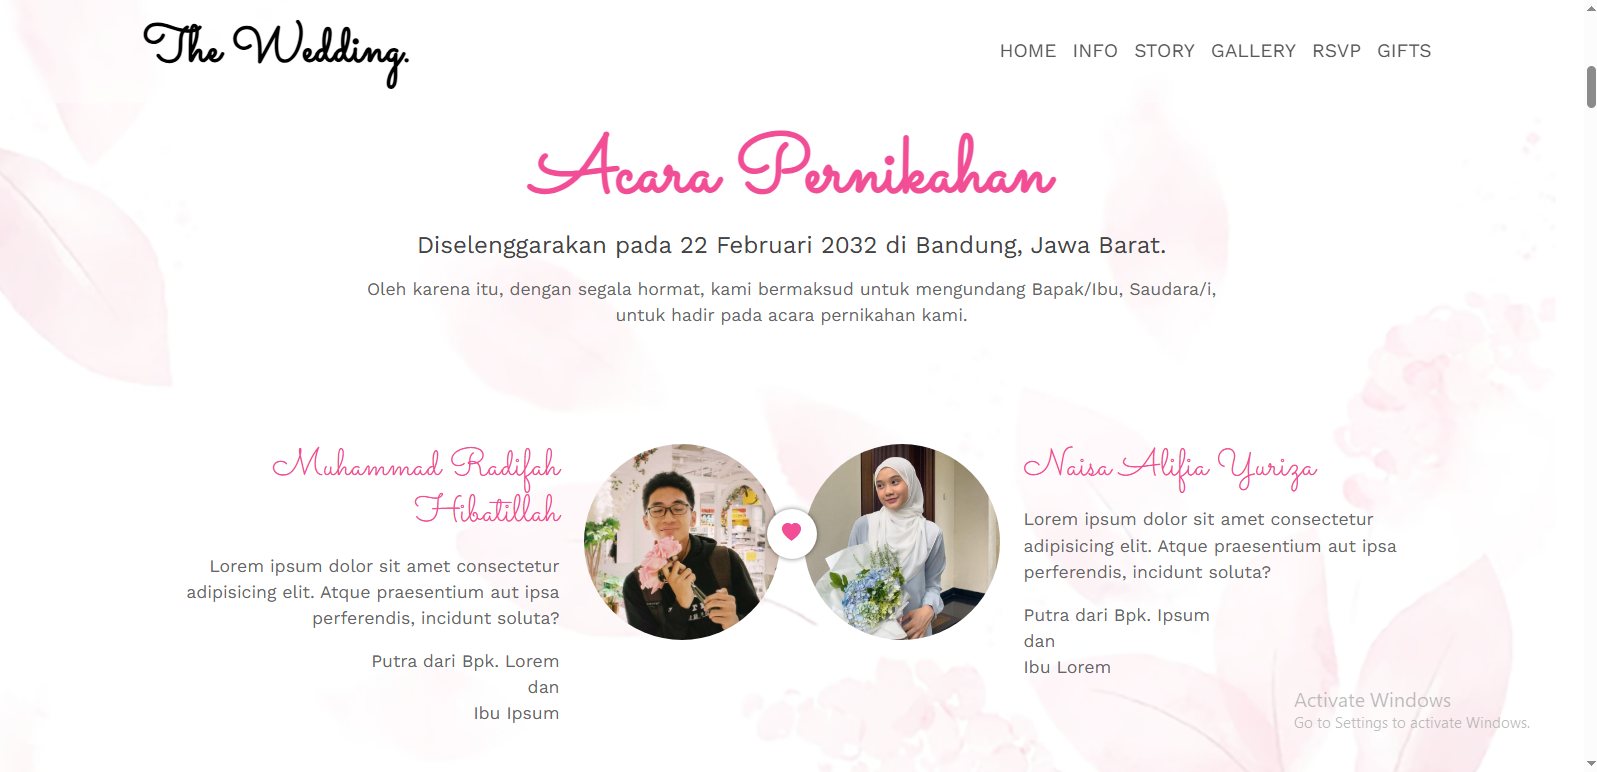 The Wedding.
HOME INFO STORY GALLERY RSVP GIFTS
Acara Pernikahan
Diselenggarakan pada 22 Februari 2032 di Bandung, Jawa Barat.
Oleh karena itu, dengan segala hormat, kami bermaksud untuk mengundang Bapak/Ibu, Saudara/i,
untuk hadir pada acara pernikahan kami.
Muhammad Radifah
Hibatillah
Lorem ipsum dolor sit amet consectetur
adipisicing elit. Atque praesentium aut ipsa
perferendis, incidunt soluta?
Putra dari Bpk. Lorem
dan
Ibu Ipsum
Naisa Alifia Yuriza
Lorem ipsum dolor sit amet consectetur
adipisicing elit. Atque praesentium aut ipsa
perferendis, incidunt soluta?
Putra dari Bpk. Ipsum
dan
Ibu Lorem
Activate Windows
Go to Settings to activate Windows.